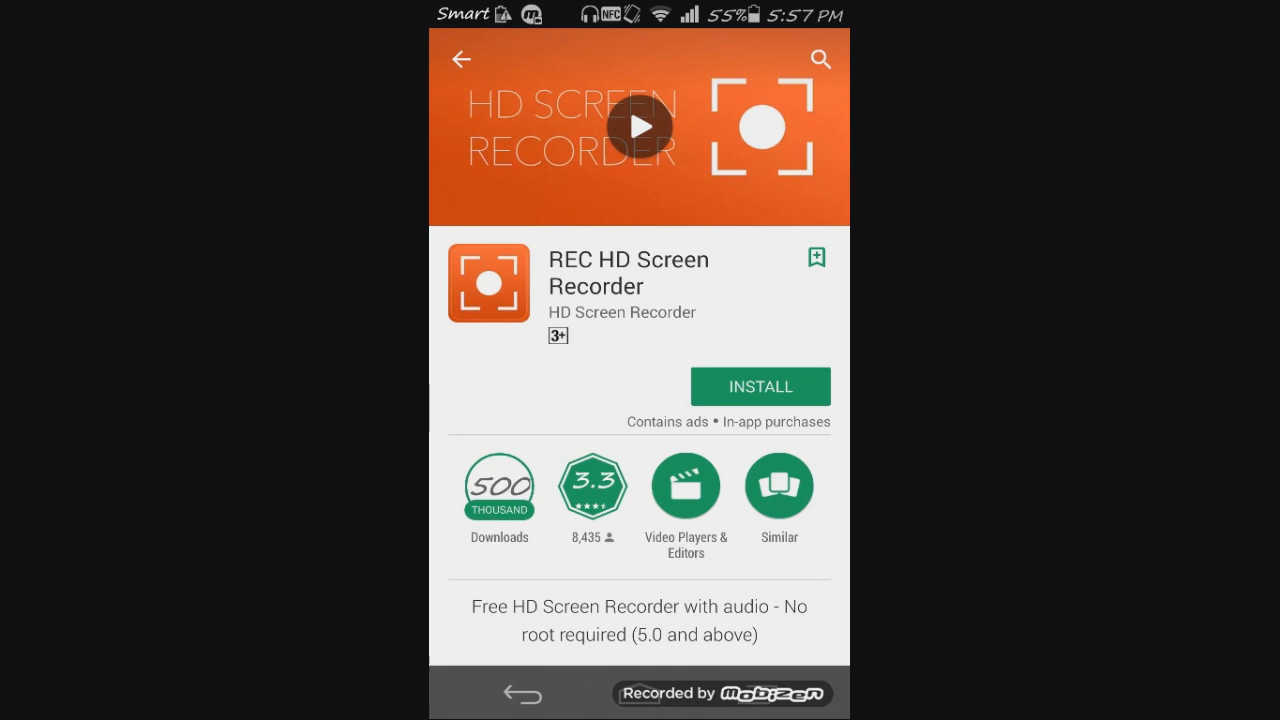 Smart NFC 55% 5:57 PM
HD SCREEN
RECORDER
REC HD Screen
Recorder
HD Screen Recorder
3+
INSTALL
Contains ads • In-app purchases
500
THOUSAND
Downloads
3.3
8,435
Video Players &
Editors
Similar
Free HD Screen Recorder with audio - No
root required (5.0 and above)
Recorded by mobizen